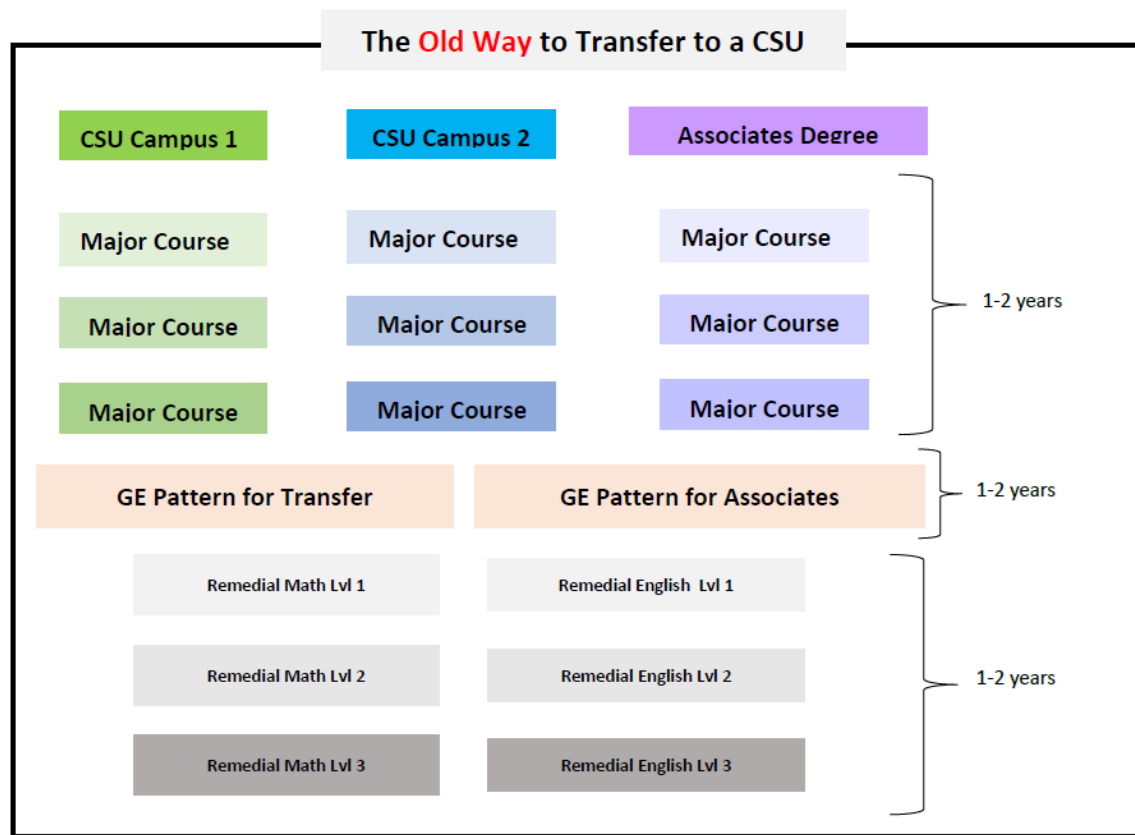 The Old Way to Transfer to a CSU
CSU Campus 1
CSU Campus 2
Associates Degree
Major Course
Major Course
Major Course
1-2 years
Major Course
Major Course
Major Course
Major Course
Major Course
Major Course
GE Pattern for Transfer
GE Pattern for Associates
1-2 years
Remedial Math Lvl 1
Remedial English Lvl 1
Remedial Math Lvl 2
Remedial English Lvl 2
1-2 years
Remedial Math Lvl 3
Remedial English Lvl 3